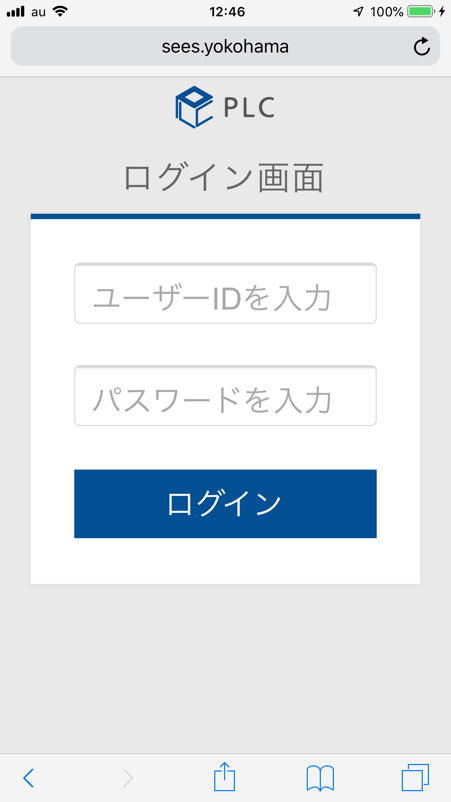 au 12:46 100%
sees.yokohama
PLC
ログイン画面
ユーザーIDを入力
パスワードを入力
ログイン